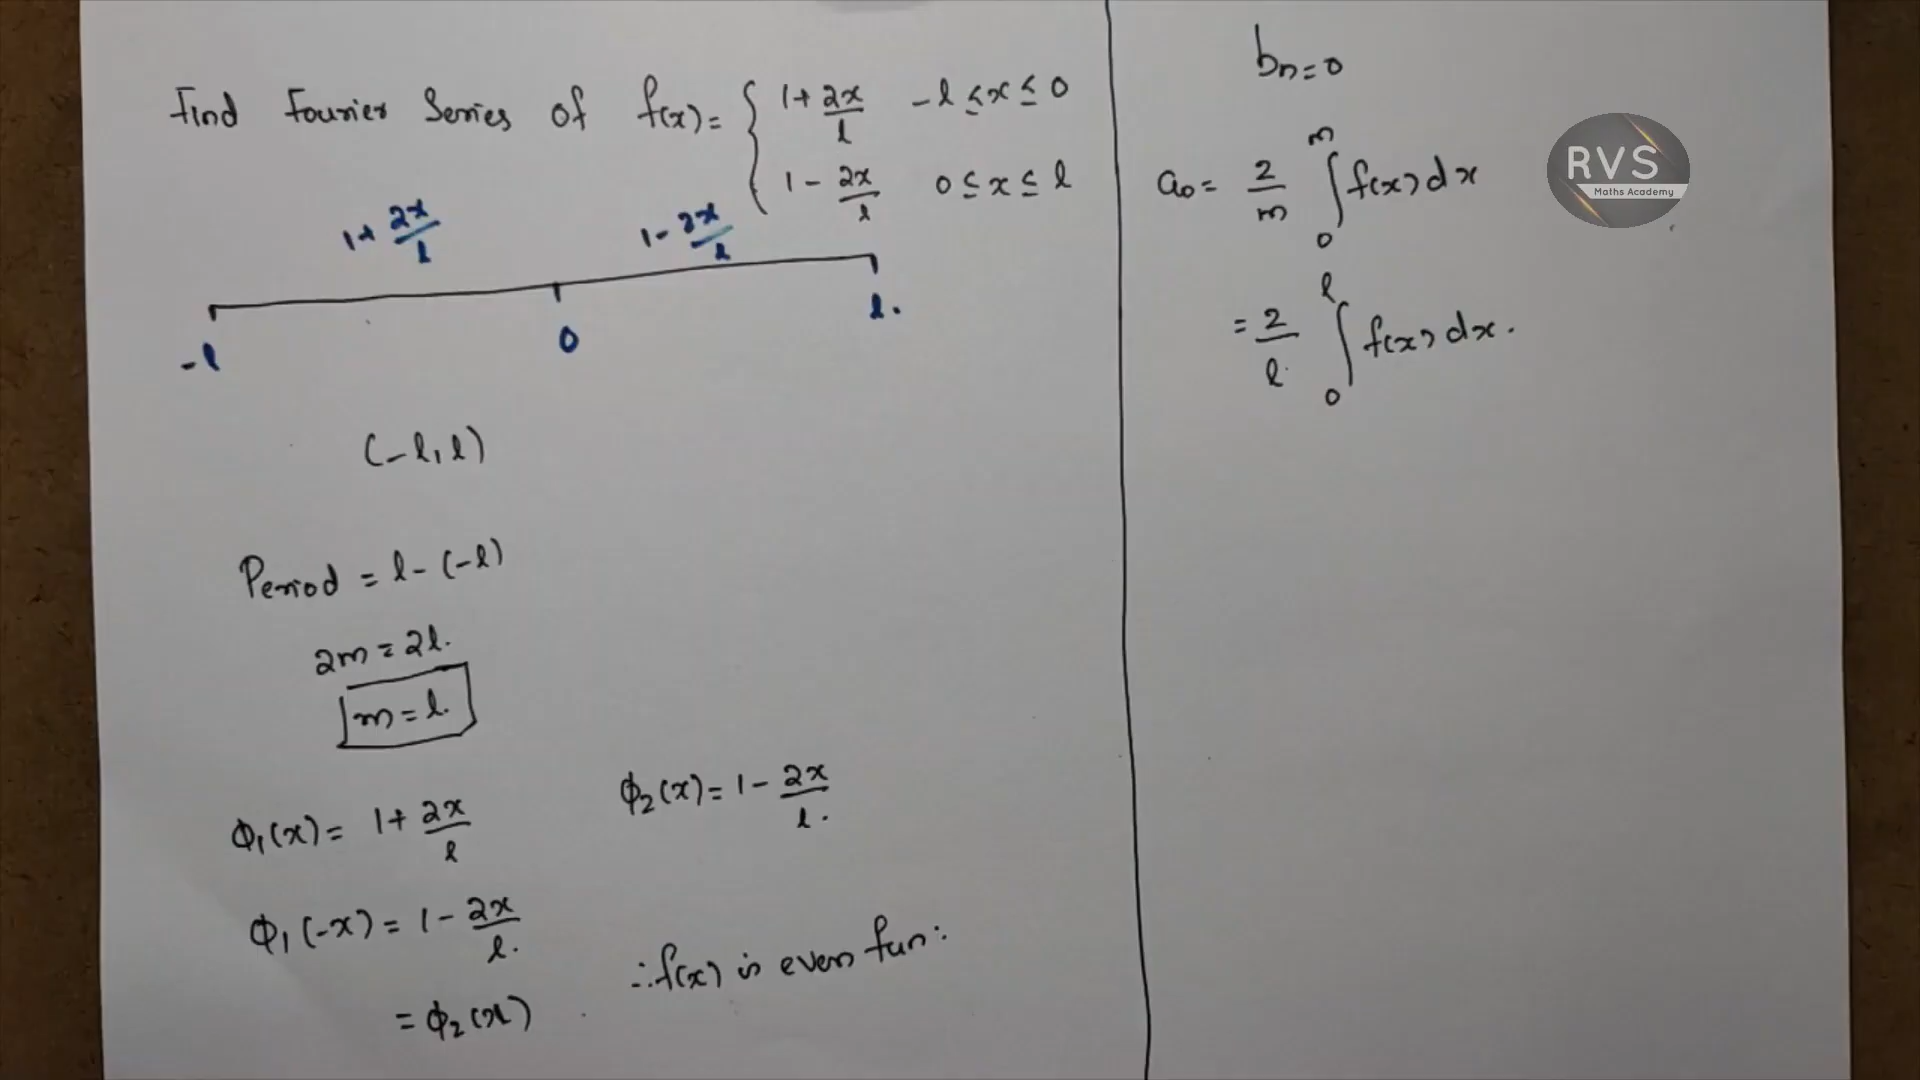 Find Fourier Series of f(x) = { 1 + 2x/l   -l ≤ x ≤ 0
1 - 2x/l   0 ≤ x ≤ l
1 + 2x/l   1 - 2x/l
-l   0   l.
(-l, l)
Period = l - (-l)
2m = 2l.
m = l.
ϕ₁(x) = 1 + 2x/l   ϕ₂(x) = 1 - 2x/l.
ϕ₁(-x) = 1 - 2x/l.
= ϕ₂(x)
∴ f(x) is even fun:
bn = 0
a₀ = 2/m ∫₀^m f(x) dx
= 2/l. ∫₀^l f(x) dx.
RVS
Maths Academy